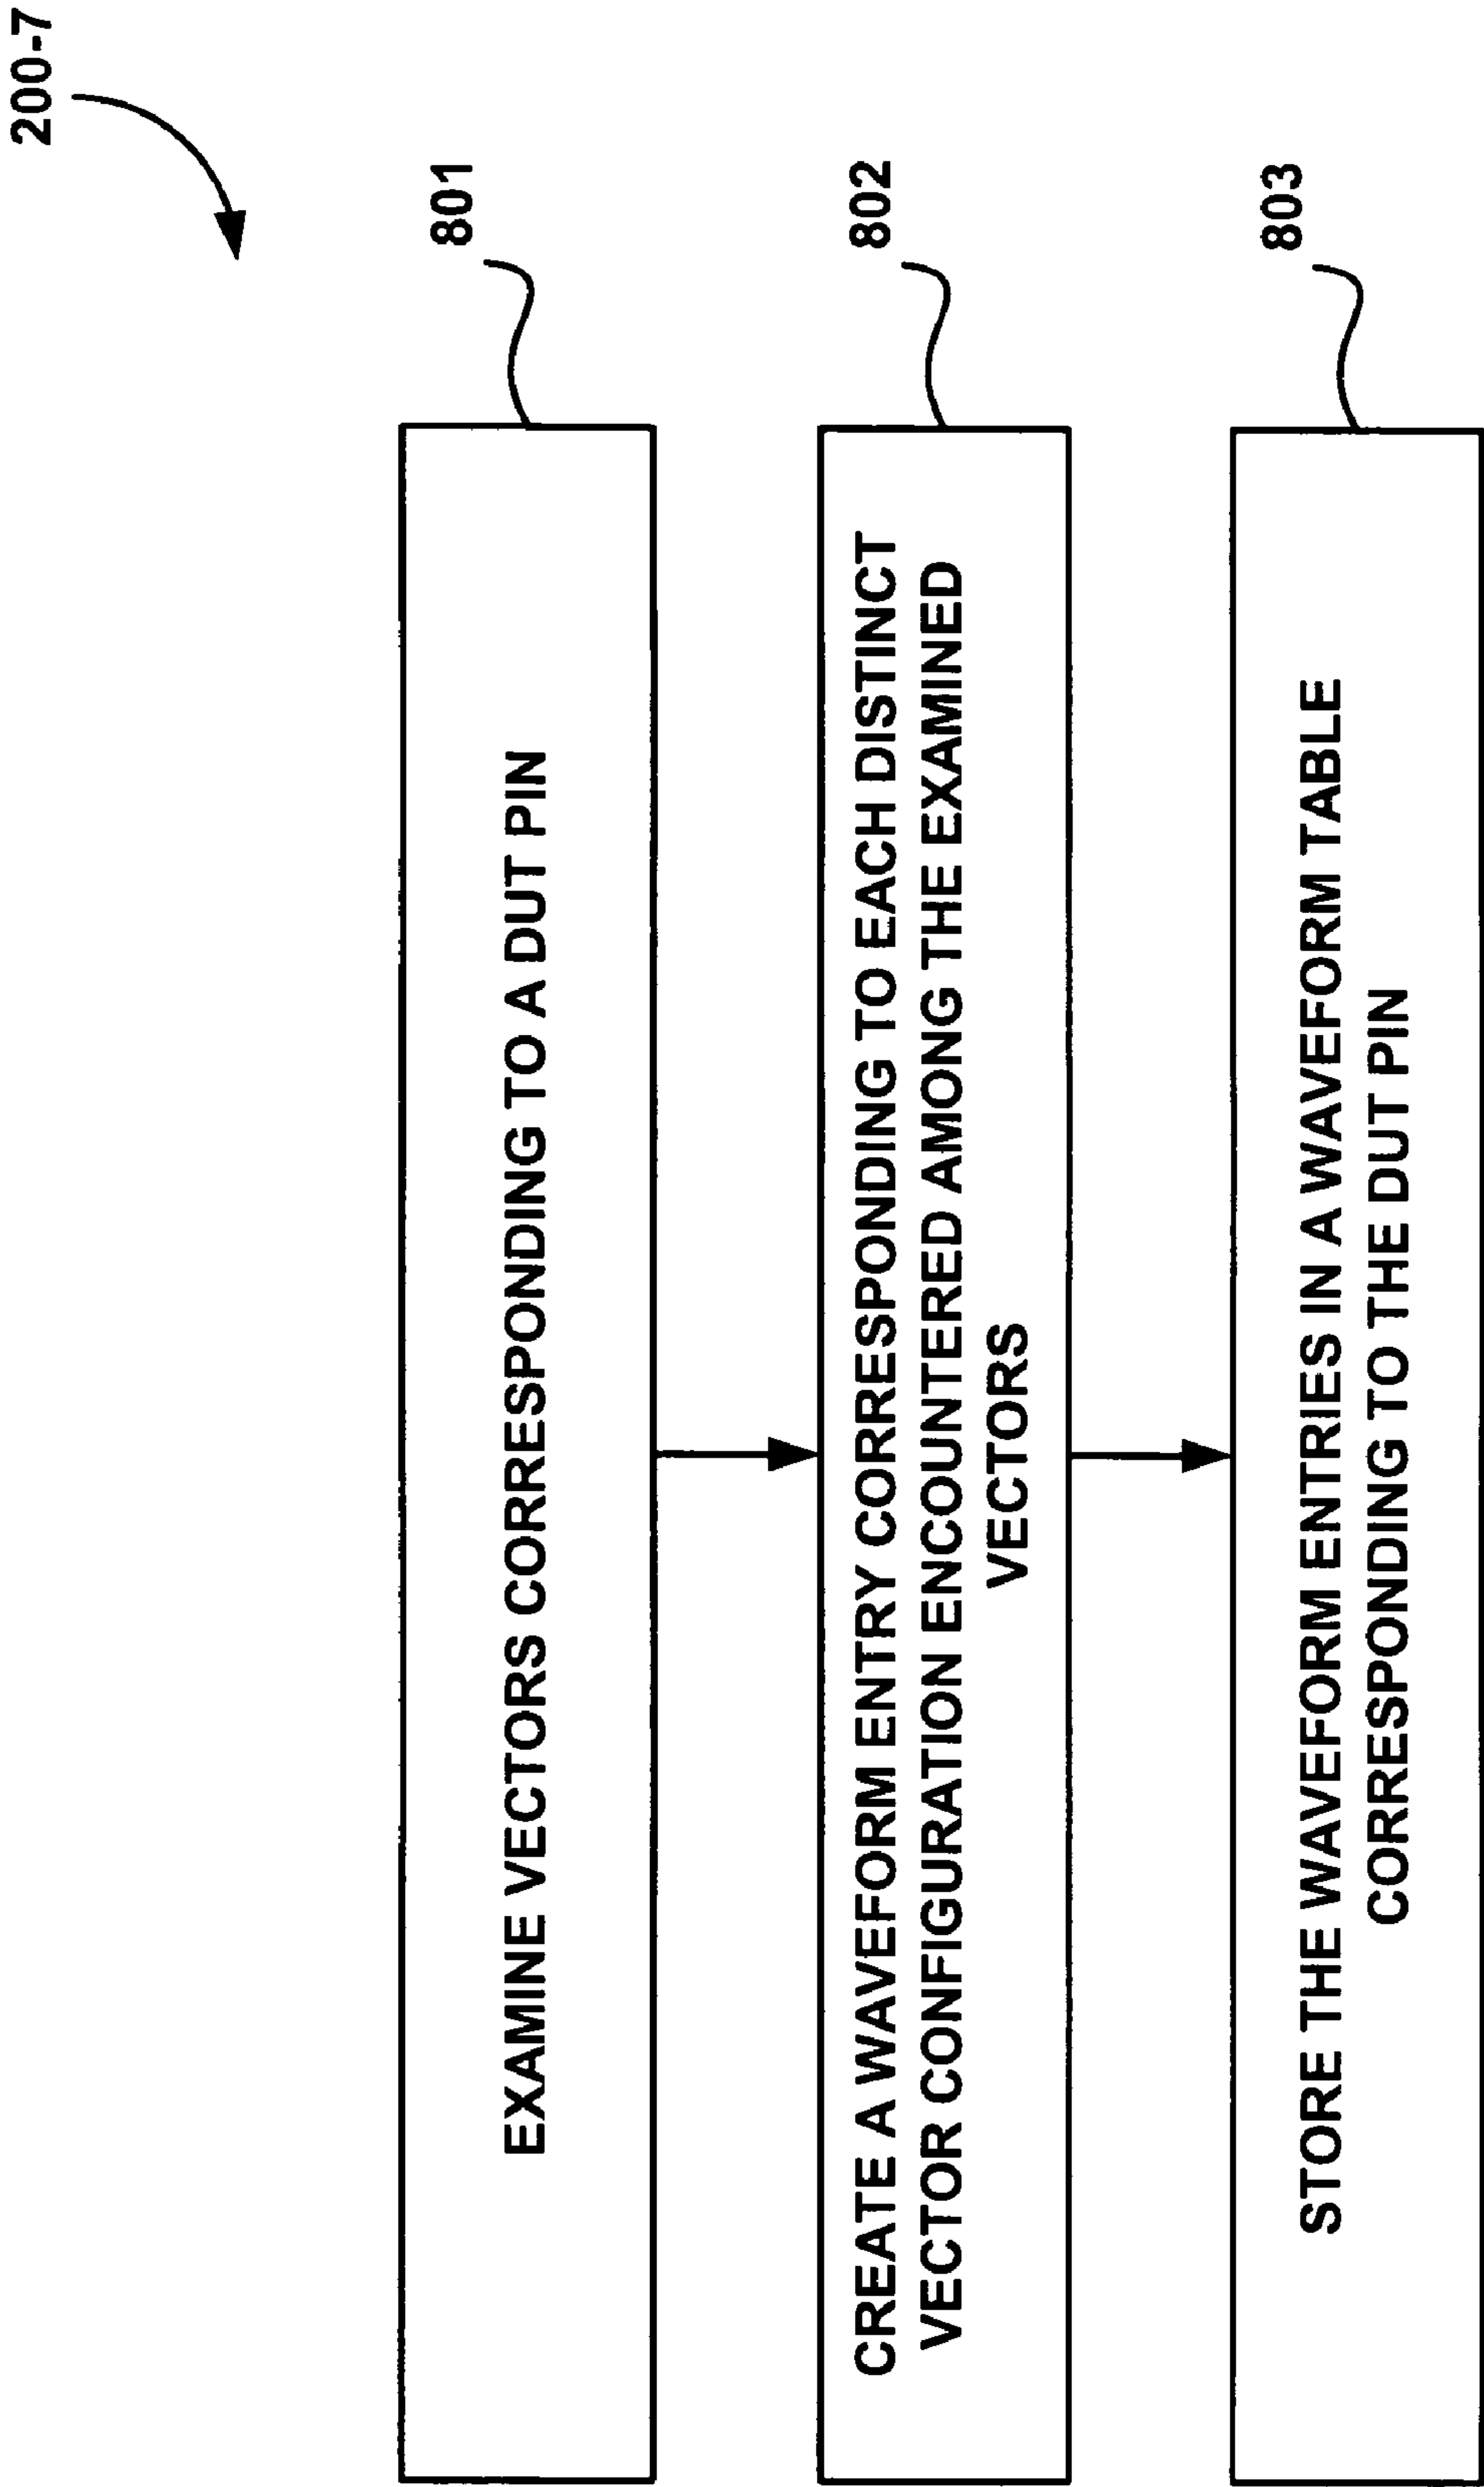 200-7
801
EXAMINE VECTORS CORRESPONDING TO A DUT PIN
802
CREATE A WAVEFORM ENTRY CORRESPONDING TO EACH DISTINCT
VECTOR CONFIGURATION ENCOUNTERED AMONG THE EXAMINED
VECTORS
803
STORE THE WAVEFORM ENTRIES IN A WAVEFORM TABLE
CORRESPONDING TO THE DUT PIN